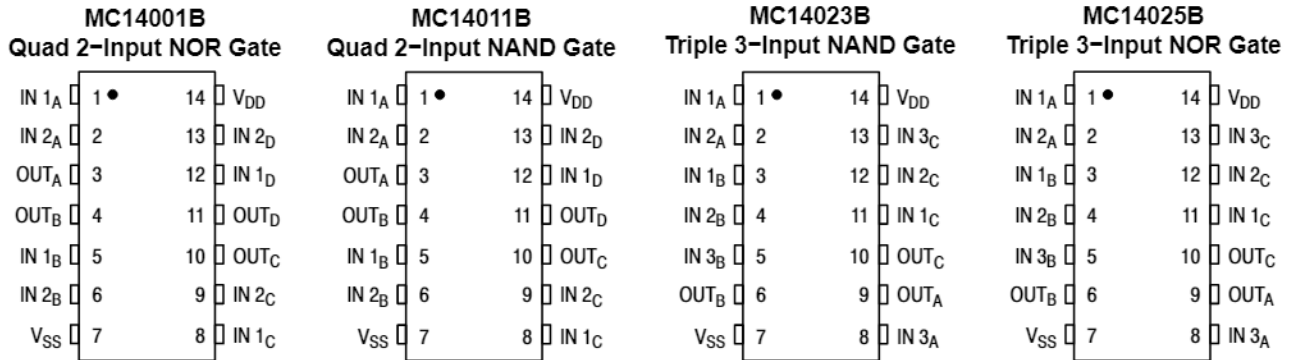 MC14001B
Quad 2−Input NOR Gate
IN 1A 1 14 VDD
IN 2A 2 13 IN 2D
OUTA 3 12 IN 1D
OUTB 4 11 OUTD
IN 1B 5 10 OUTC
IN 2B 6 9 IN 2C
VSS 7 8 IN 1C
MC14011B
Quad 2−Input NAND Gate
IN 1A 1 14 VDD
IN 2A 2 13 IN 2D
OUTA 3 12 IN 1D
OUTB 4 11 OUTD
IN 1B 5 10 OUTC
IN 2B 6 9 IN 2C
VSS 7 8 IN 1C
MC14023B
Triple 3−Input NAND Gate
IN 1A 1 14 VDD
IN 2A 2 13 IN 3C
IN 1B 3 12 IN 2C
IN 2B 4 11 IN 1C
IN 3B 5 10 OUTC
OUTB 6 9 OUTA
VSS 7 8 IN 3A
MC14025B
Triple 3−Input NOR Gate
IN 1A 1 14 VDD
IN 2A 2 13 IN 3C
IN 1B 3 12 IN 2C
IN 2B 4 11 IN 1C
IN 3B 5 10 OUTC
OUTB 6 9 OUTA
VSS 7 8 IN 3A